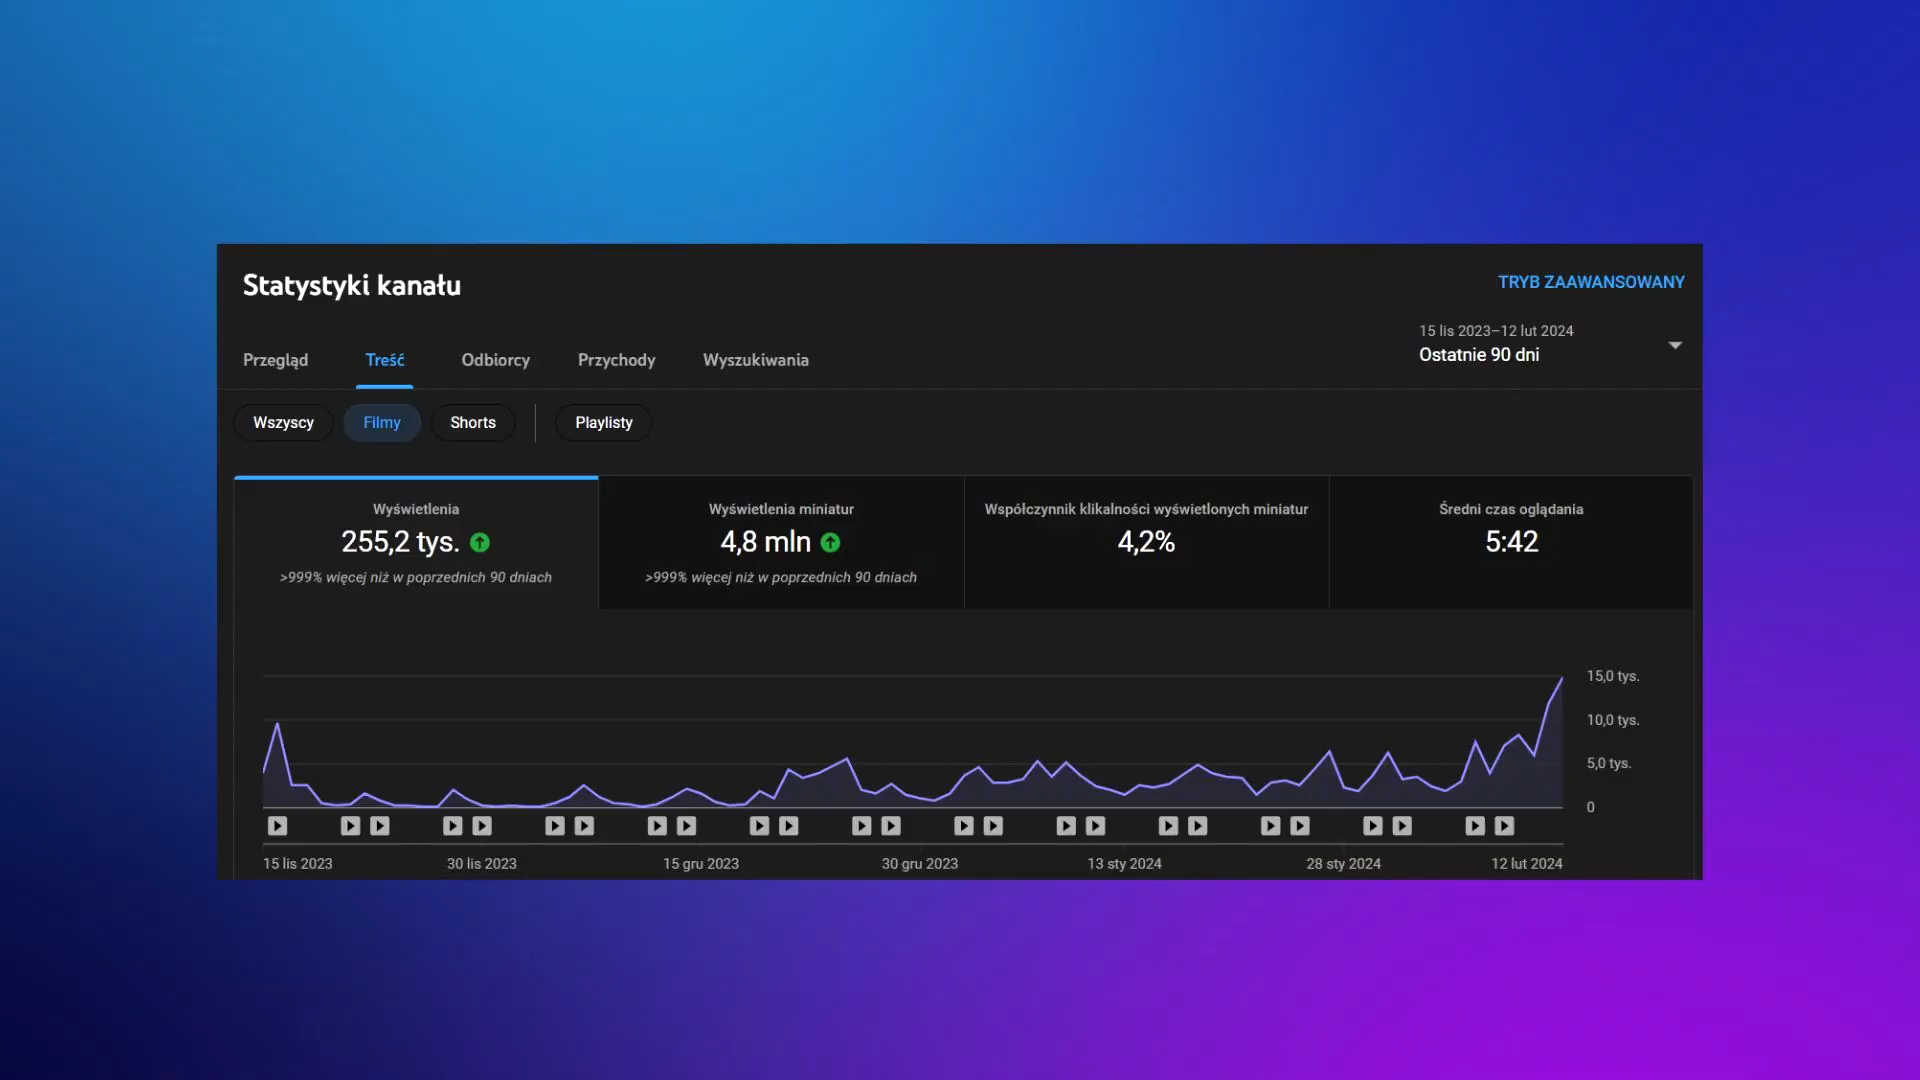 Statystyki kanału
TRYB ZAAWANSOWANY
15 lis 2023–12 lut 2024
Ostatnie 90 dni
Przegląd Treść Odbiorcy Przychody Wyszukiwania
Wszyscy Filmy Shorts Playlisty
Wyświetlenia
255,2 tys.
>999% więcej niż w poprzednich 90 dniach
Wyświetlenia miniatur
4,8 mln
>999% więcej niż w poprzednich 90 dniach
Współczynnik klikalności wyświetlonych miniatur
4,2%
Średni czas oglądania
5:42
15,0 tys.
10,0 tys.
5,0 tys.
0
15 lis 2023 30 lis 2023 15 gru 2023 30 gru 2023 13 sty 2024 28 sty 2024 12 lut 2024